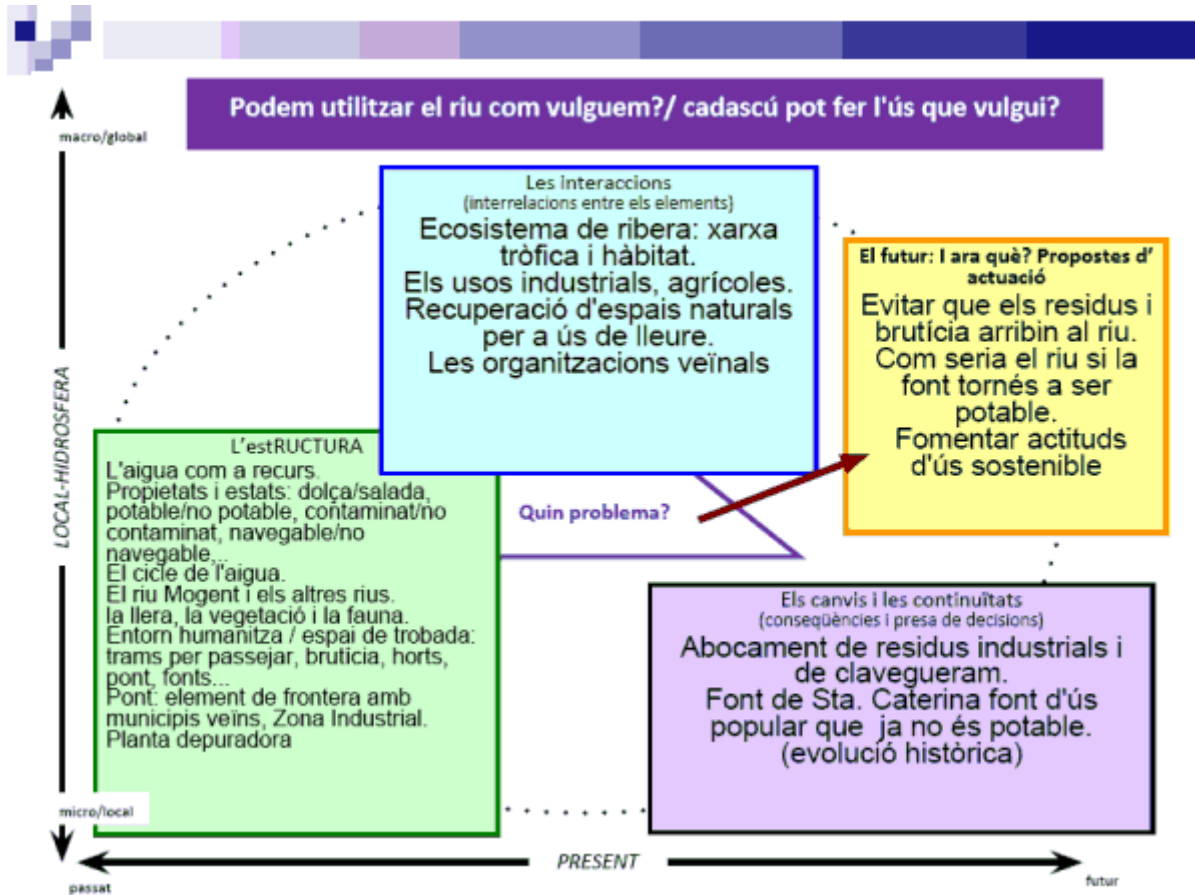 Podem utilitzar el riu com vulguem?/ cadascú pot fer l'ús que vulgui?
macro/global
Les interaccions
(interrelacions entre els elements)
Ecosistema de ribera: xarxa
tròfica i hàbitat.
Els usos industrials, agrícoles.
Recuperació d'espais naturals
per a ús de lleure.
Les organitzacions veïnals
El futur: I ara què? Propostes d'
actuació
Evitar que els residus i
brutícia arribin al riu.
Com seria el riu si la
font tornés a ser
potable.
Fomentar actituds
d'ús sostenible
LOCAL-HIDROSFERA
L'estRUCTURA
L'aigua com a recurs.
Propietats i estats: dolça/salada,
potable/no potable, contaminat/no
contaminat, navegable/no
navegable,..
El cicle de l'aigua.
El riu Mogent i els altres rius.
la llera, la vegetació i la fauna.
Entorn humanitza / espai de trobada:
trams per passejar, brutícia, horts,
pont, fonts...
Pont: element de frontera amb
municipis veïns, Zona Industrial.
Planta depuradora
Quin problema?
Els canvis i les continuïtats
(conseqüències i presa de decisions)
Abocament de residus industrials i
de clavegueram.
Font de Sta. Caterina font d'ús
popular que ja no és potable.
(evolució històrica)
micro/local
PRESENT
passat
futur